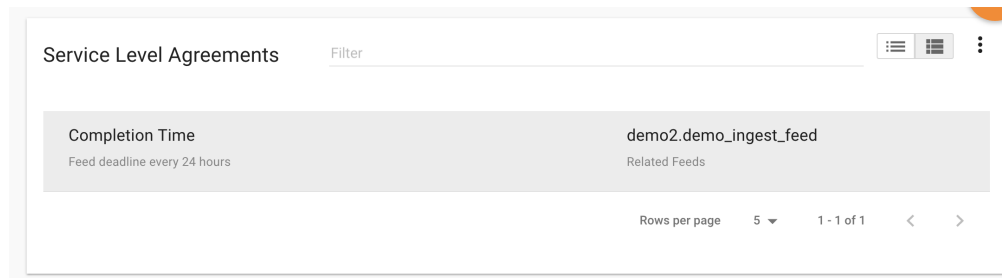 Service Level Agreements
Filter
Completion Time
demo2.demo_ingest_feed
Feed deadline every 24 hours
Related Feeds
Rows per page 5 1 - 1 of 1